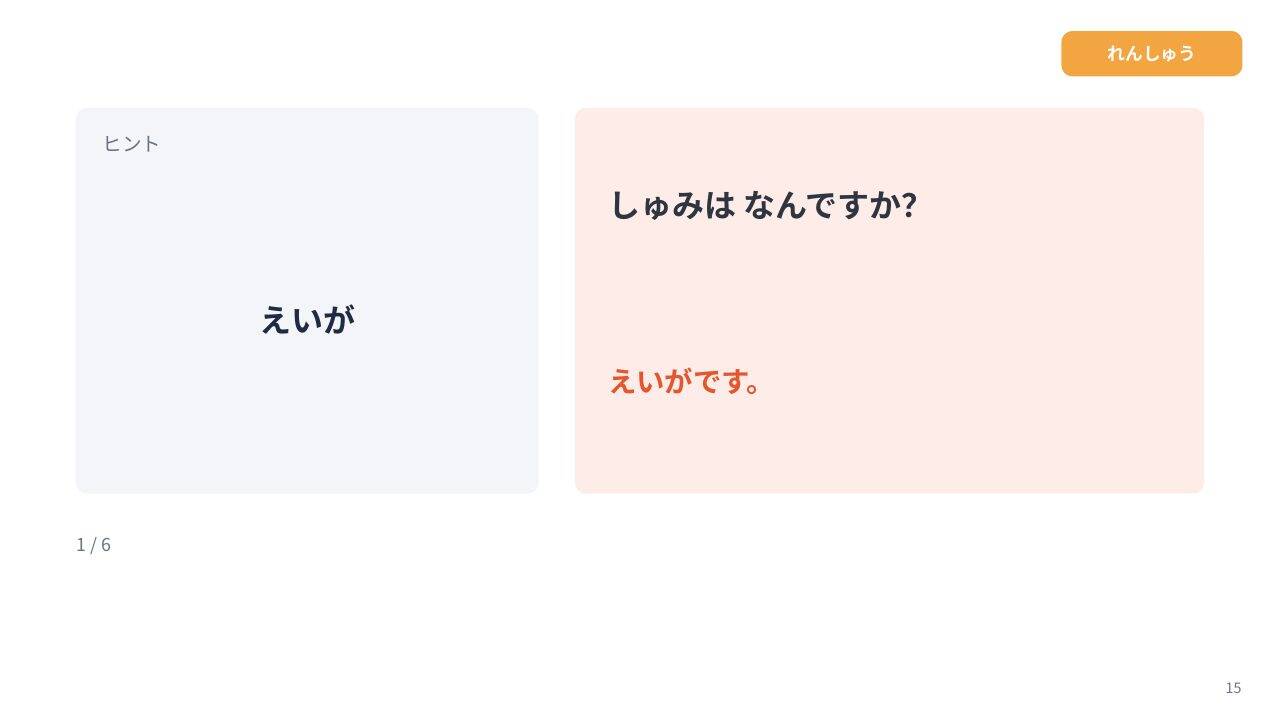 れんしゅう
ヒント
えいが
しゅみは なんですか?
えいがです。
1 / 6
15